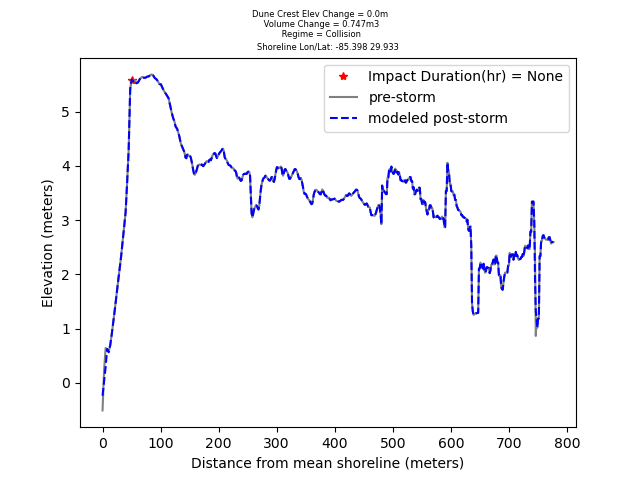 Dune Crest Elev Change = 0.0m
Volume Change = 0.747m3
Regime = Collision
Shoreline Lon/Lat: -85.398 29.933
Impact Duration(hr) = None
pre-storm
modeled post-storm
Elevation (meters)
5
4
3
2
1
0
0 100 200 300 400 500 600 700 800
Distance from mean shoreline (meters)